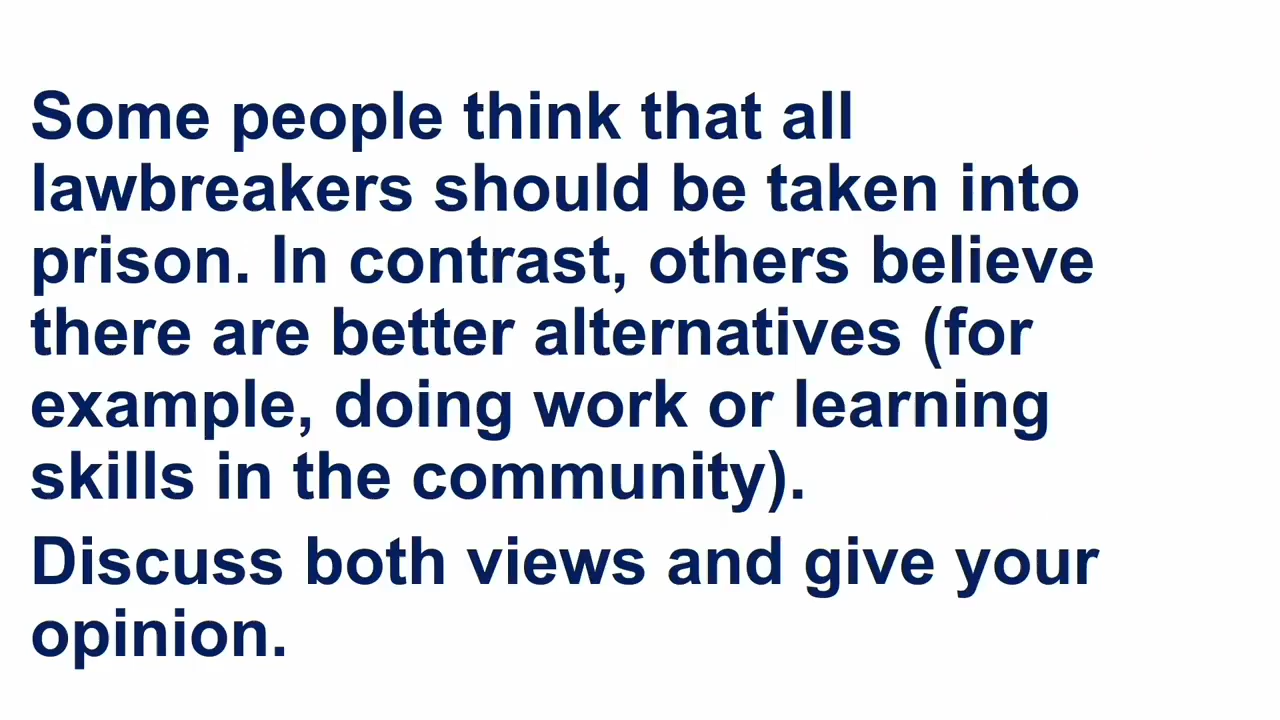 Some people think that all
lawbreakers should be taken into
prison. In contrast, others believe
there are better alternatives (for
example, doing work or learning
skills in the community).
Discuss both views and give your
opinion.